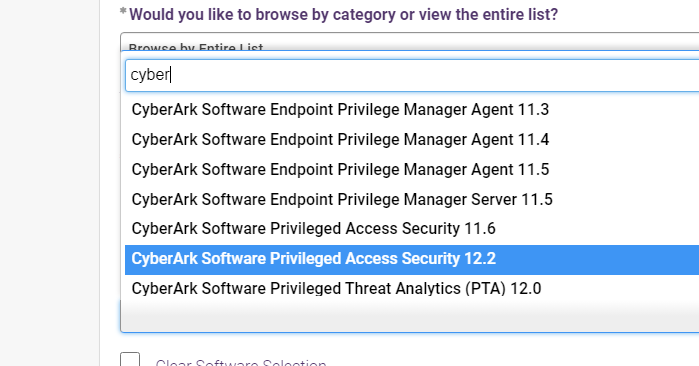 * Would you like to browse by category or view the entire list?
Browse by Entire List
cyber
CyberArk Software Endpoint Privilege Manager Agent 11.3
CyberArk Software Endpoint Privilege Manager Agent 11.4
CyberArk Software Endpoint Privilege Manager Agent 11.5
CyberArk Software Endpoint Privilege Manager Server 11.5
CyberArk Software Privileged Access Security 11.6
CyberArk Software Privileged Access Security 12.2
CyberArk Software Privileged Threat Analytics (PTA) 12.0
Clear Software Selection